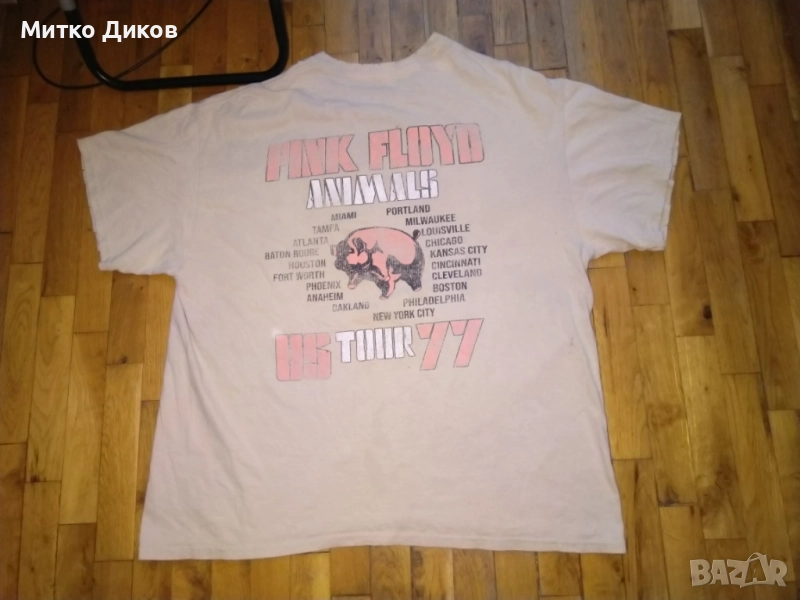 Митко Диков
PINK FLOYD
ANIMALS
MIAMI PORTLAND
TAMPA MILWAUKEE
ATLANTA LOUISVILLE
BATON ROUGE CHICAGO
HOUSTON KANSAS CITY
FORT WORTH CINCINNATI
PHOENIX CLEVELAND
ANAHEIM BOSTON
OAKLAND PHILADELPHIA
NEW YORK CITY
US TOUR 77
BAZAR